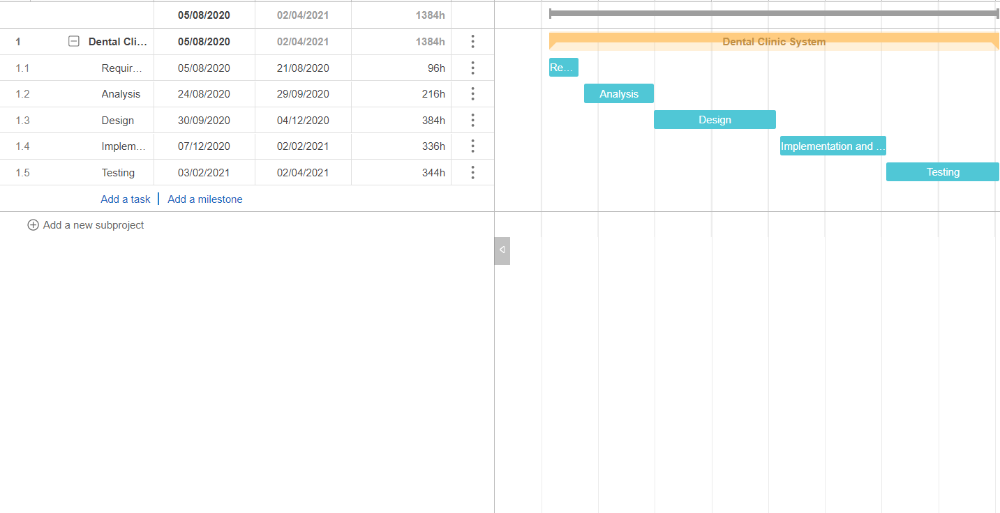 05/08/2020 02/04/2021 1384h
1 Dental Cli... 05/08/2020 02/04/2021 1384h Dental Clinic System
1.1 Requir... 05/08/2020 21/08/2020 96h Re...
1.2 Analysis 24/08/2020 29/09/2020 216h Analysis
1.3 Design 30/09/2020 04/12/2020 384h Design
1.4 Implem... 07/12/2020 02/02/2021 336h Implementation and ...
1.5 Testing 03/02/2021 02/04/2021 344h Testing
Add a task Add a milestone
Add a new subproject